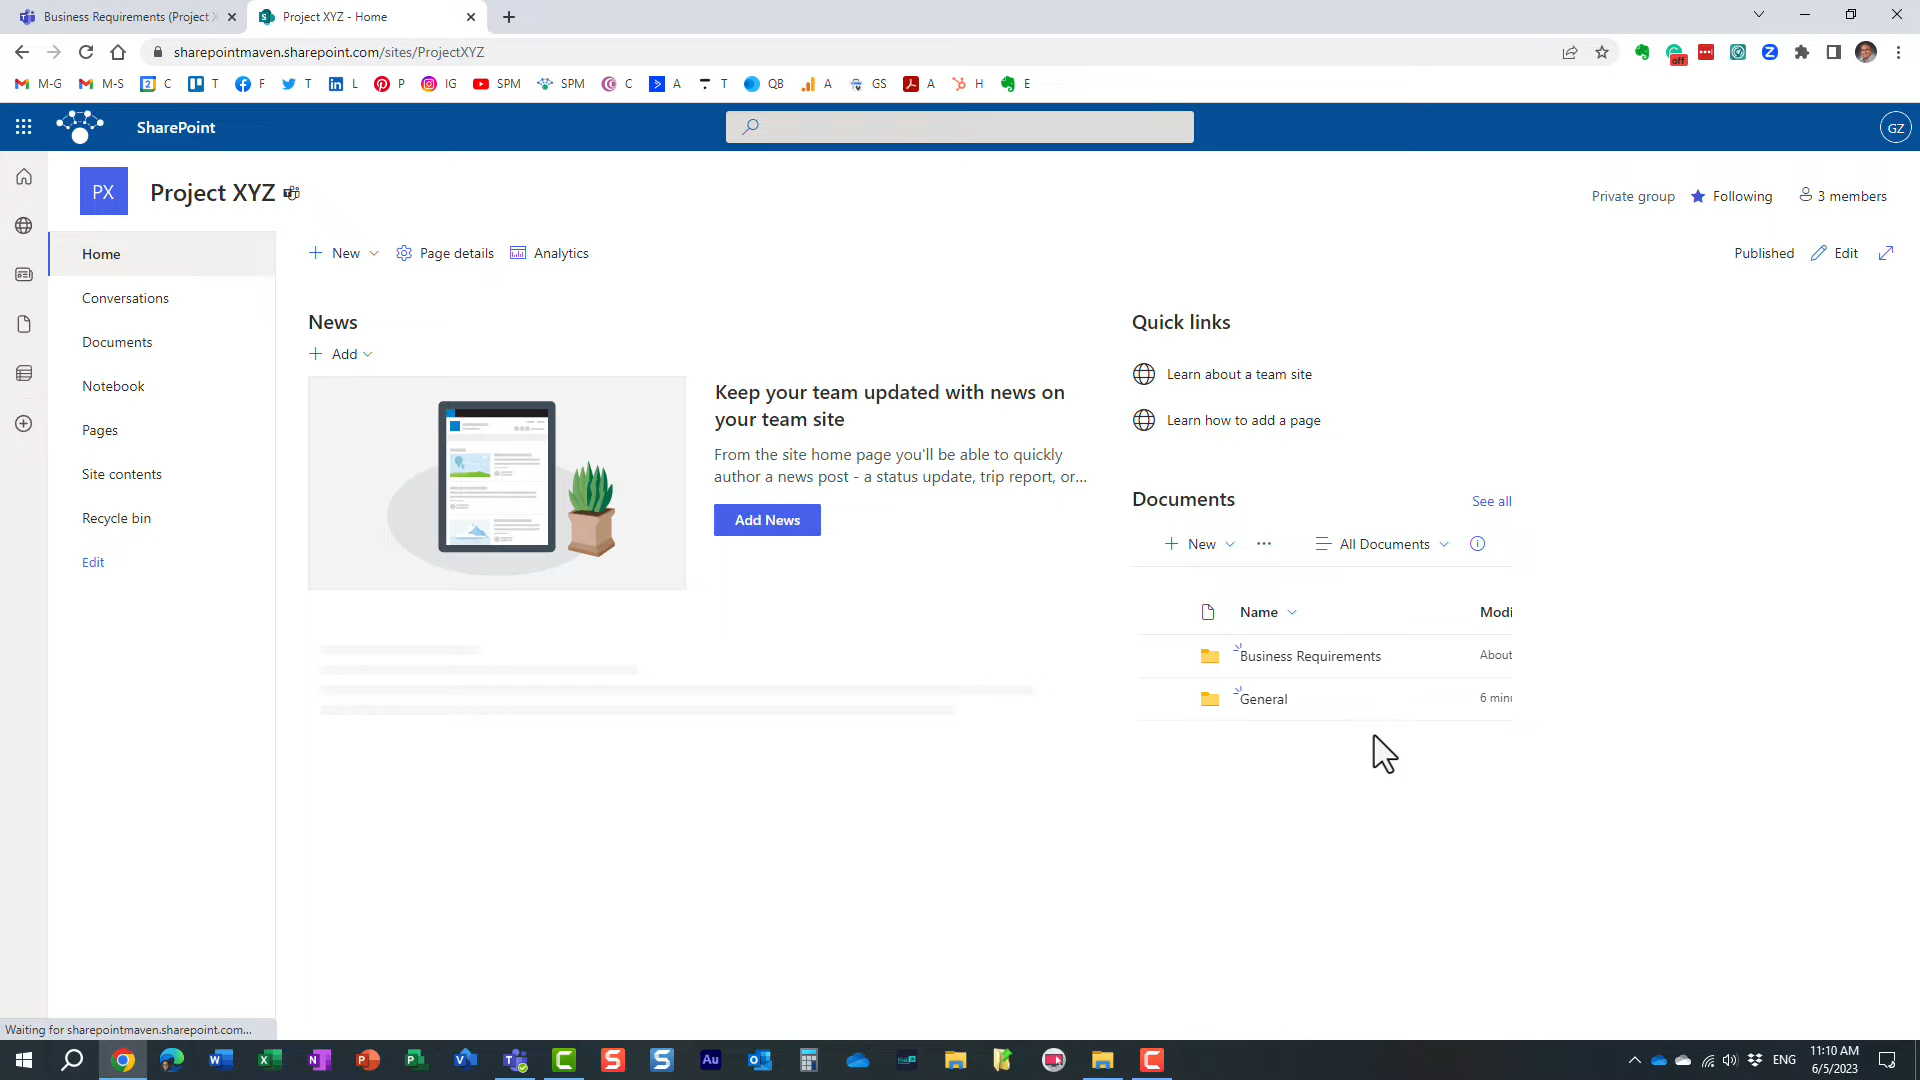 Business Requirements (Project X
Project XYZ - Home
sharepointmaven.sharepoint.com/sites/ProjectXYZ
off
M-G
M-S
C
T
F
T
L
P
IG
SPM
SPM
C
A
T
QB
A
GS
A
H
E
SharePoint
GZ
PX
Project XYZ
Private group
Following
3 members
Home
Conversations
Documents
Notebook
Pages
Site contents
Recycle bin
Edit
New
Page details
Analytics
Published
Edit
News
Add
Keep your team updated with news on
your team site
From the site home page you'll be able to quickly
author a news post - a status update, trip report, or...
Add News
Quick links
Learn about a team site
Learn how to add a page
Documents
See all
New
All Documents
Name
Modi
Business Requirements
About
General
6 minu
Waiting for sharepointmaven.sharepoint.com...
Au
ENG
11:10 AM
6/5/2023